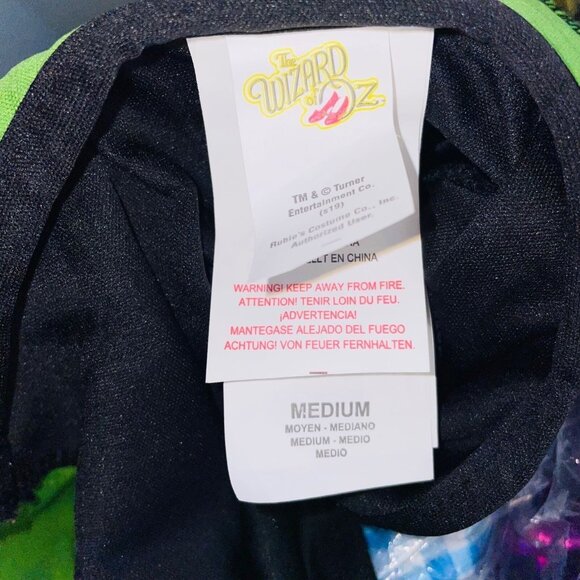 The
WIZARD
of OZ
TM & © Turner
Entertainment Co.
(s19)
Rubie's Costume Co., Inc.
Authorized User.
EN CHINA
WARNING! KEEP AWAY FROM FIRE.
ATTENTION! TENIR LOIN DU FEU.
¡ADVERTENCIA!
MANTEGASE ALEJADO DEL FUEGO
ACHTUNG! VON FEUER FERNHALTEN.
MEDIUM
MOYEN - MEDIANO
MEDIUM - MEDIO
MEDIO